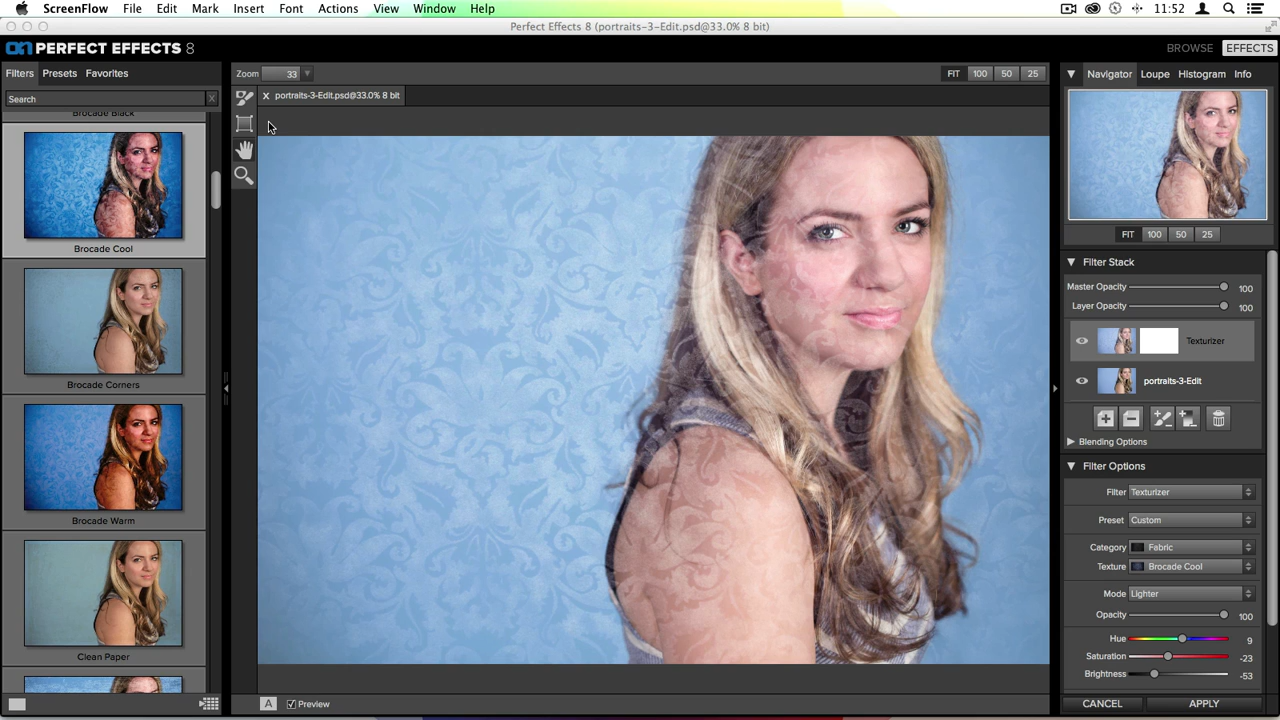 ScreenFlow File Edit Mark Insert Font Actions View Window Help 11:52
Perfect Effects 8 (portraits-3-Edit.psd@33.0% 8 bit)
on PERFECT EFFECTS 8 BROWSE EFFECTS
Filters Presets Favorites
Zoom 33 FIT 100 50 25
Navigator Loupe Histogram Info
Search X
x portraits-3-Edit.psd@33.0% 8 bit
Brocade Black
Brocade Cool
Brocade Corners
Brocade Warm
Clean Paper
FIT 100 50 25
Filter Stack
Master Opacity 100
Layer Opacity 100
Texturizer
portraits-3-Edit
Blending Options
Filter Options
Filter Texturizer
Preset Custom
Category Fabric
Texture Brocade Cool
Mode Lighter
Opacity 100
Hue 9
Saturation -23
Brightness -53
A Preview
CANCEL APPLY